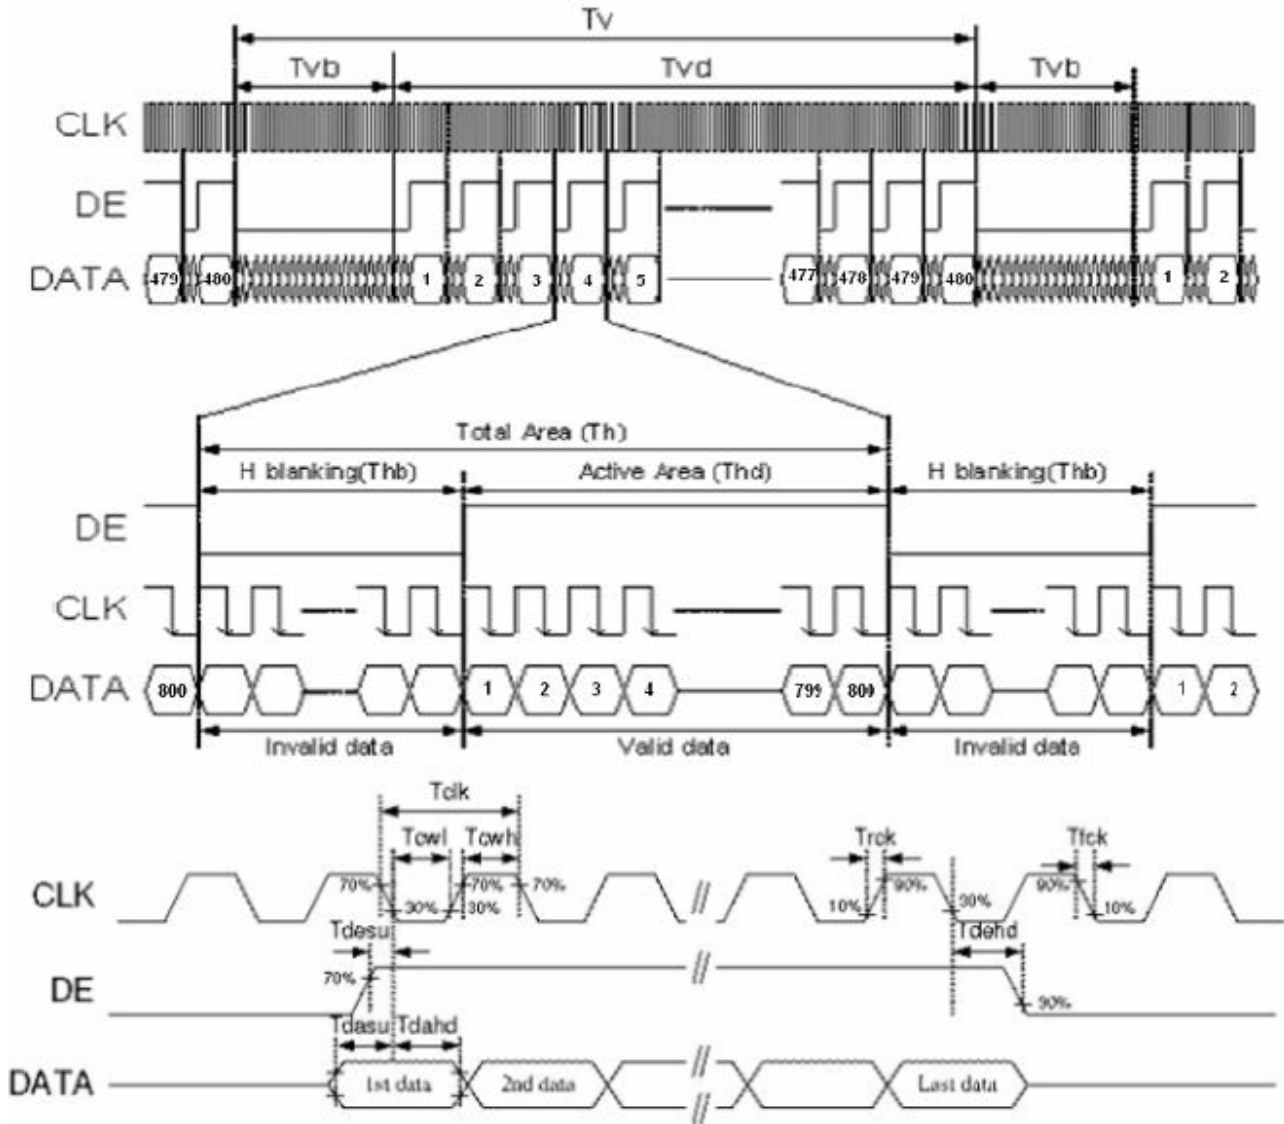 Tv
Tvb Tvd Tvb
CLK
DE
DATA 479 480 1 2 3 4 5 477 478 479 480 1 2
Total Area (Th)
H blanking(Thb) Active Area (Thd) H blanking(Thb)
DE
CLK
DATA 800 1 2 3 4 799 800 1 2
Invalid data Valid data Invalid data
Tclk
Tcwl Tcwh Trck Tfck
70% 70% 70% 90% 90%
CLK 30% 30% 10% 90% 10%
Tdesu Tdehd
70%
DE 90%
Tdasu Tdahd
DATA 1st data 2nd data // Last data